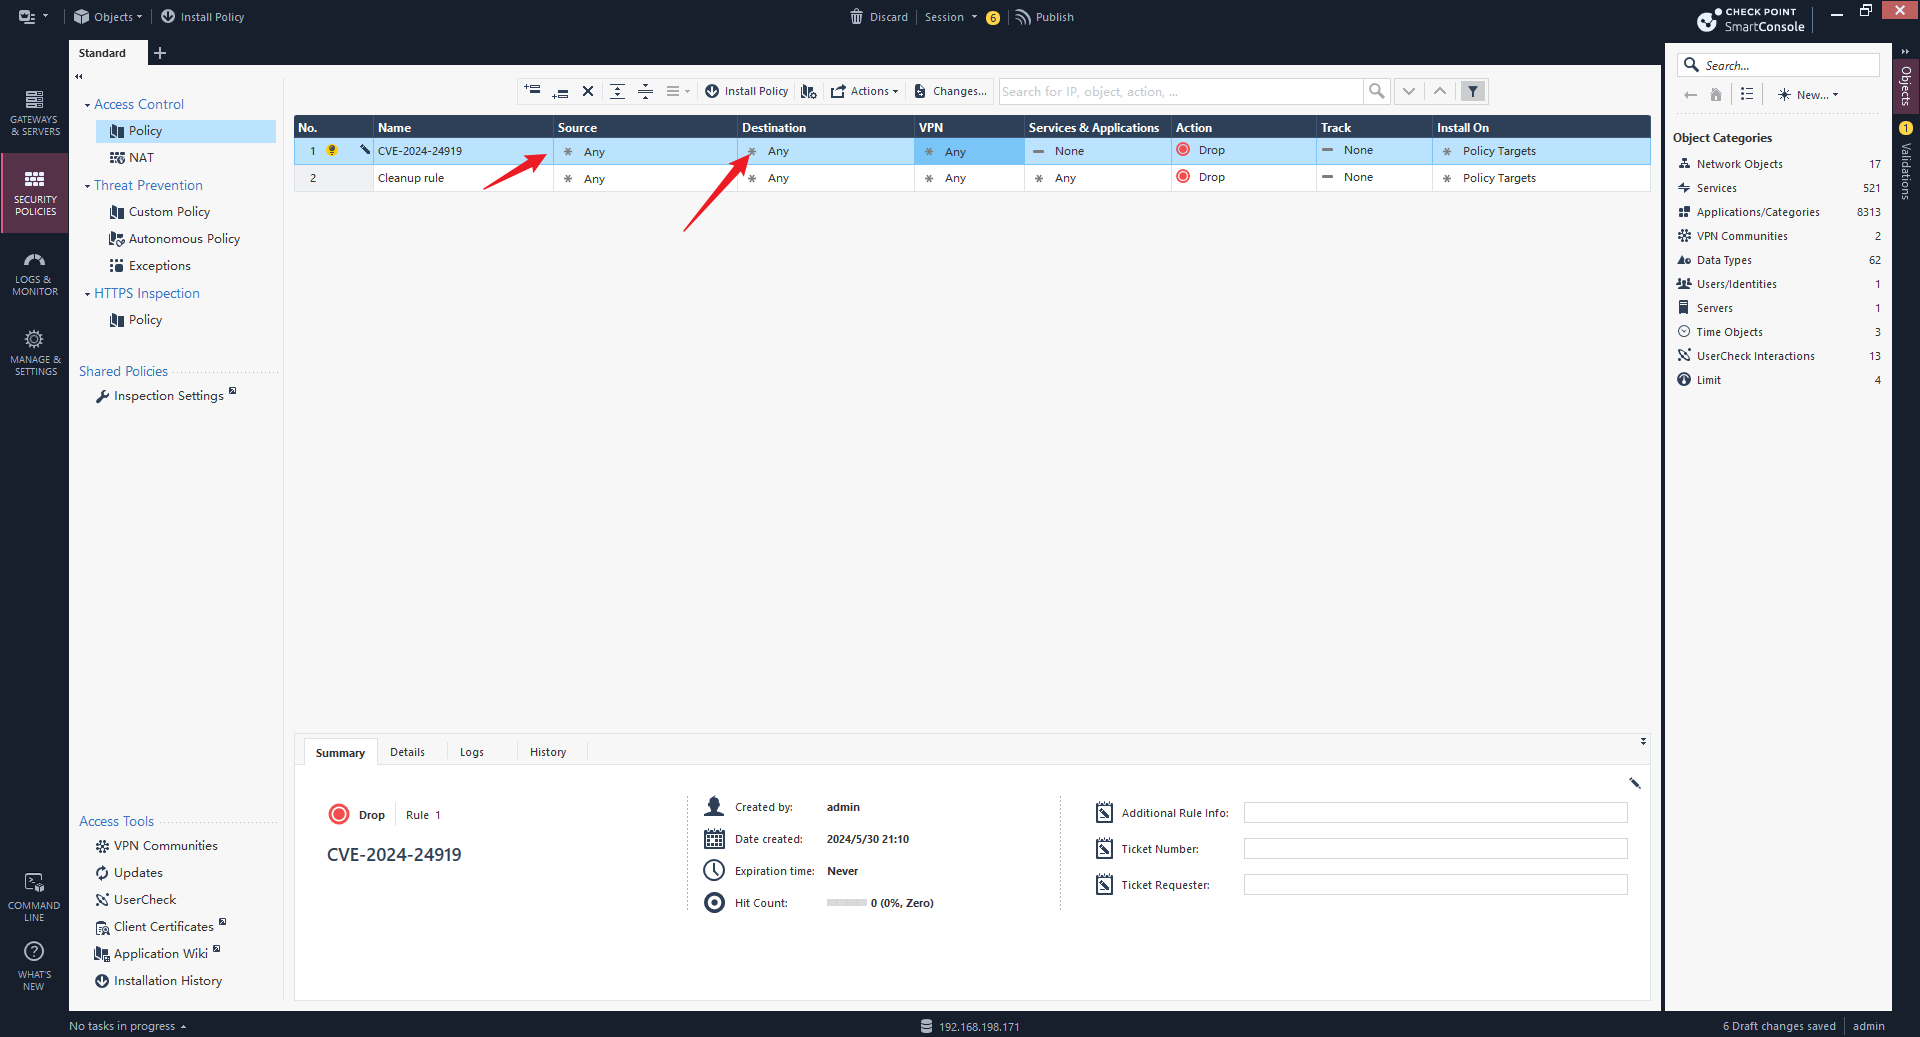 Objects
Install Policy
Discard
Session
6
Publish
CHECK POINT
SmartConsole
Standard
GATEWAYS
& SERVERS
SECURITY
POLICIES
LOGS &
MONITOR
MANAGE &
SETTINGS
COMMAND
LINE
WHAT'S
NEW
Access Control
Policy
NAT
Threat Prevention
Custom Policy
Autonomous Policy
Exceptions
HTTPS Inspection
Policy
Shared Policies
Inspection Settings
Access Tools
VPN Communities
Updates
UserCheck
Client Certificates
Application Wiki
Installation History
Install Policy
Actions
Changes...
Search for IP, object, action, ...
No. Name Source Destination VPN Services & Applications Action Track Install On
1 CVE-2024-24919 Any Any Any None Drop None Policy Targets
2 Cleanup rule Any Any Any Any Drop None Policy Targets
Summary Details Logs History
Drop Rule 1
CVE-2024-24919
Created by: admin
Date created: 2024/5/30 21:10
Expiration time: Never
Hit Count: 0 (0%, Zero)
Additional Rule Info:
Ticket Number:
Ticket Requester:
Search...
New...
Object Categories
Network Objects 17
Services 521
Applications/Categories 8313
VPN Communities 2
Data Types 62
Users/Identities 1
Servers 1
Time Objects 3
UserCheck Interactions 13
Limit 4
Objects
1
Validations
No tasks in progress
192.168.198.171
6 Draft changes saved
admin